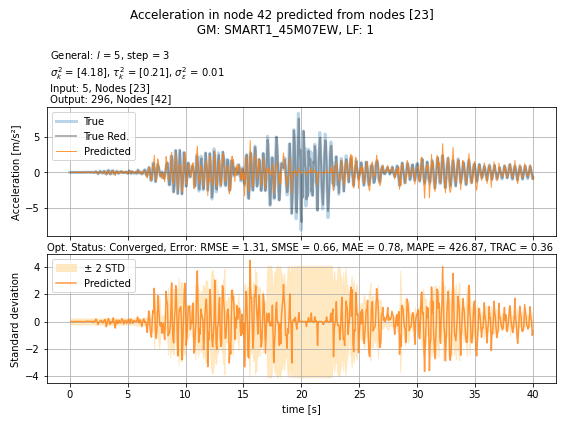 Acceleration in node 42 predicted from nodes [23]
GM: SMART1_45M07EW, LF: 1
General: l = 5, step = 3
σ²ₖ = [4.18], τ²ₖ = [0.21], σ²ε = 0.01
Input: 5, Nodes [23]
Output: 296, Nodes [42]
Acceleration [m/s²]
5
0
−5
True
True Red.
Predicted
Opt. Status: Converged, Error: RMSE = 1.31, SMSE = 0.66, MAE = 0.78, MAPE = 426.87, TRAC = 0.36
Standard deviation
4
2
0
−2
−4
± 2 STD
Predicted
0 5 10 15 20 25 30 35 40
time [s]